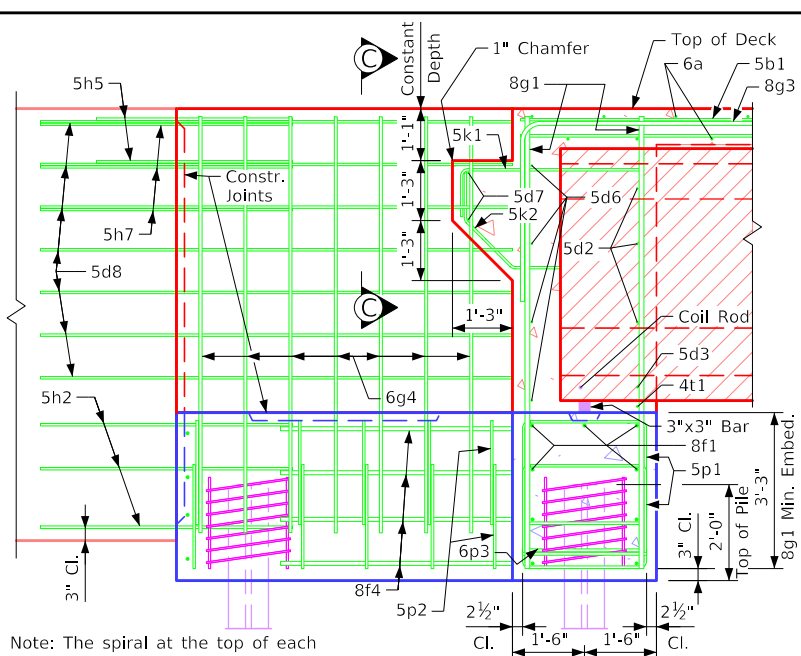 C
Constant
Depth
1" Chamfer
Top of Deck
6a
5b1
8g3
8g1
5h5
1'-1"
5k1
Constr.
Joints
1'-3"
5d7
5k2
5d6
5h7
1'-3"
5d2
5d8
C
1'-3"
Coil Rod
5d3
4t1
6g4
5h2
3"x3" Bar
8f1
5p1
3'-3"
8g1 Min. Embed.
2'-0"
Top of Pile
3" Cl.
6p3
3" Cl.
8f4
5p2
2½"
Cl.
1'-6"
1'-6"
2½"
Cl.
Note: The spiral at the top of each